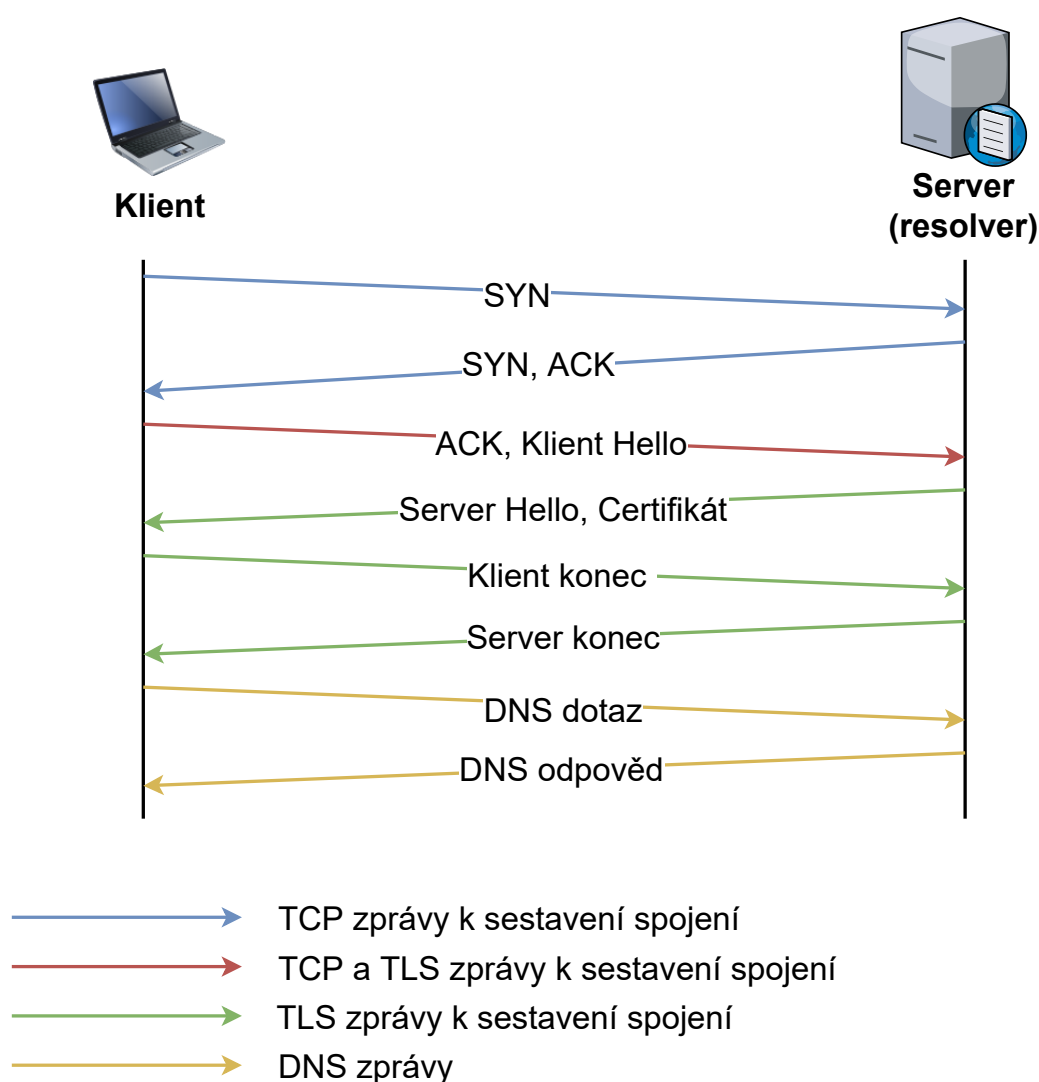 Klient
Server
(resolver)
SYN
SYN, ACK
ACK, Klient Hello
Server Hello, Certifikát
Klient konec
Server konec
DNS dotaz
DNS odpověd
TCP zprávy k sestavení spojení
TCP a TLS zprávy k sestavení spojení
TLS zprávy k sestavení spojení
DNS zprávy